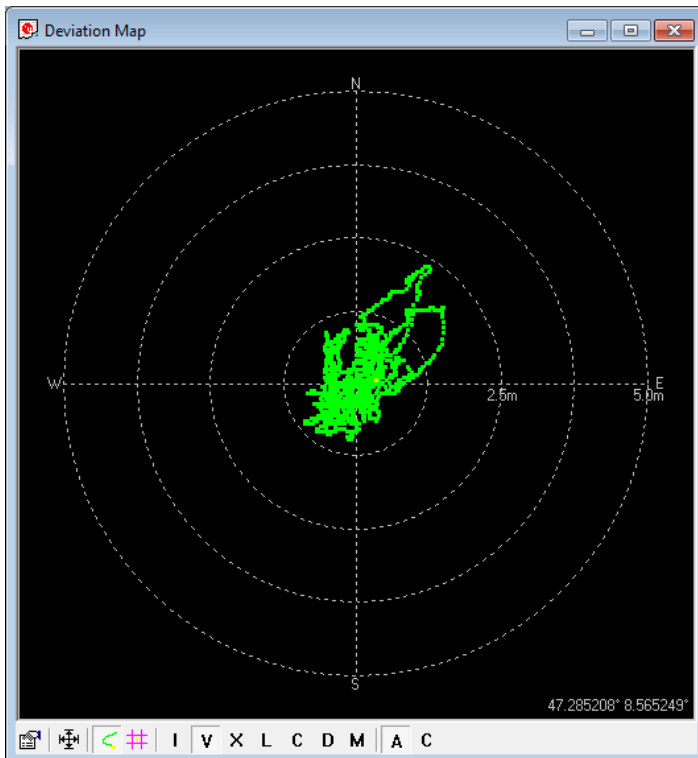 Deviation Map
N
W
E
2.5m
5.0m
S
47.285208° 8.565249°
I V X L C D M A C